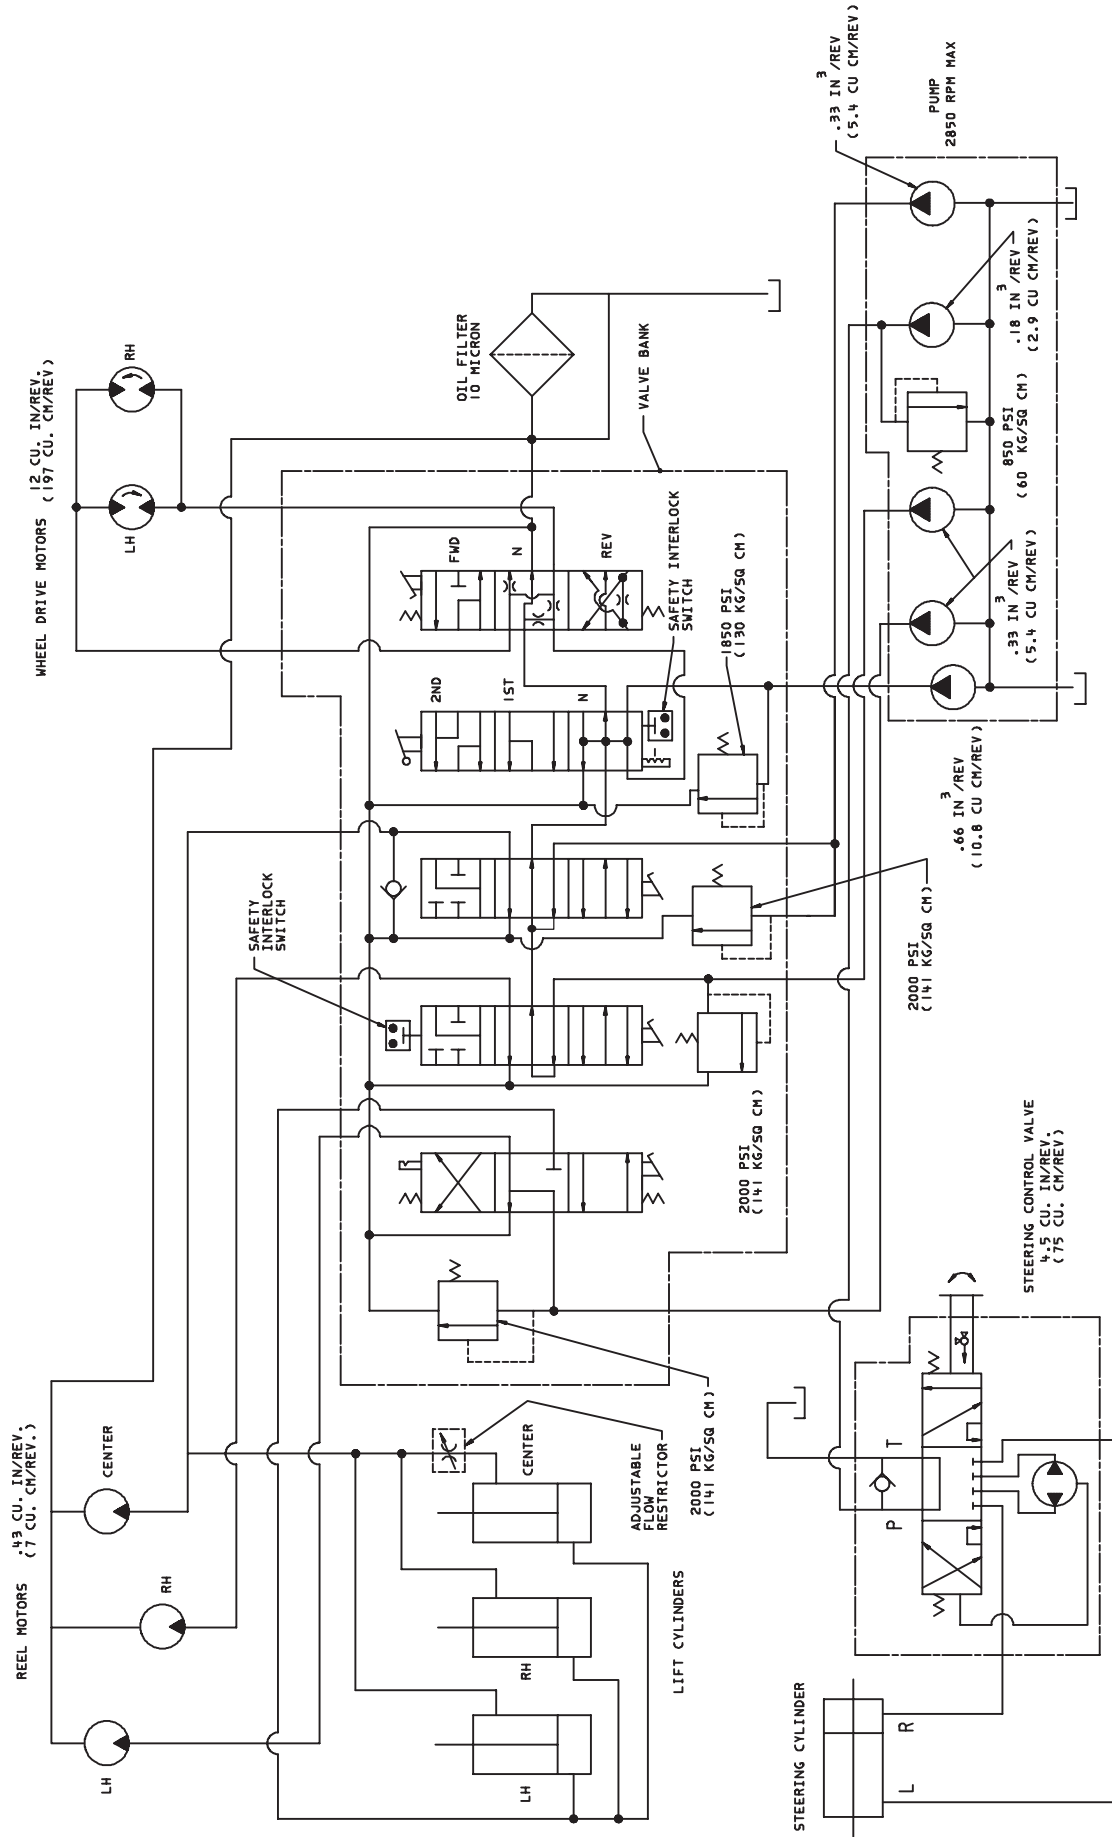 REEL MOTORS
.43 CU. IN/REV.
(7 CU. CM/REV.)
LH
RH
CENTER
WHEEL DRIVE MOTORS
12 CU. IN/REV.
(197 CU. CM/REV)
LH
RH
SAFETY
INTERLOCK
SWITCH
2ND
1ST
N
FWD
N
REV
OIL FILTER
10 MICRON
VALVE BANK
SAFETY INTERLOCK
SWITCH
1850 PSI
(130 KG/SQ CM)
LH
RH
CENTER
LIFT CYLINDERS
ADJUSTABLE
FLOW
RESTRICTOR
2000 PSI
(141 KG/SQ CM)
2000 PSI
(141 KG/SQ CM)
2000 PSI
(141 KG/SQ CM)
.66 IN3/REV
(10.8 CU CM/REV)
.33 IN3/REV
(5.4 CU CM/REV)
850 PSI
(60 KG/SQ CM)
.18 IN3/REV
(2.9 CU CM/REV)
.33 IN3/REV
(5.4 CU CM/REV)
PUMP
2850 RPM MAX
STEERING CYLINDER
L
R
P
T
STEERING CONTROL VALVE
4.5 CU. IN/REV.
(75 CU. CM/REV)